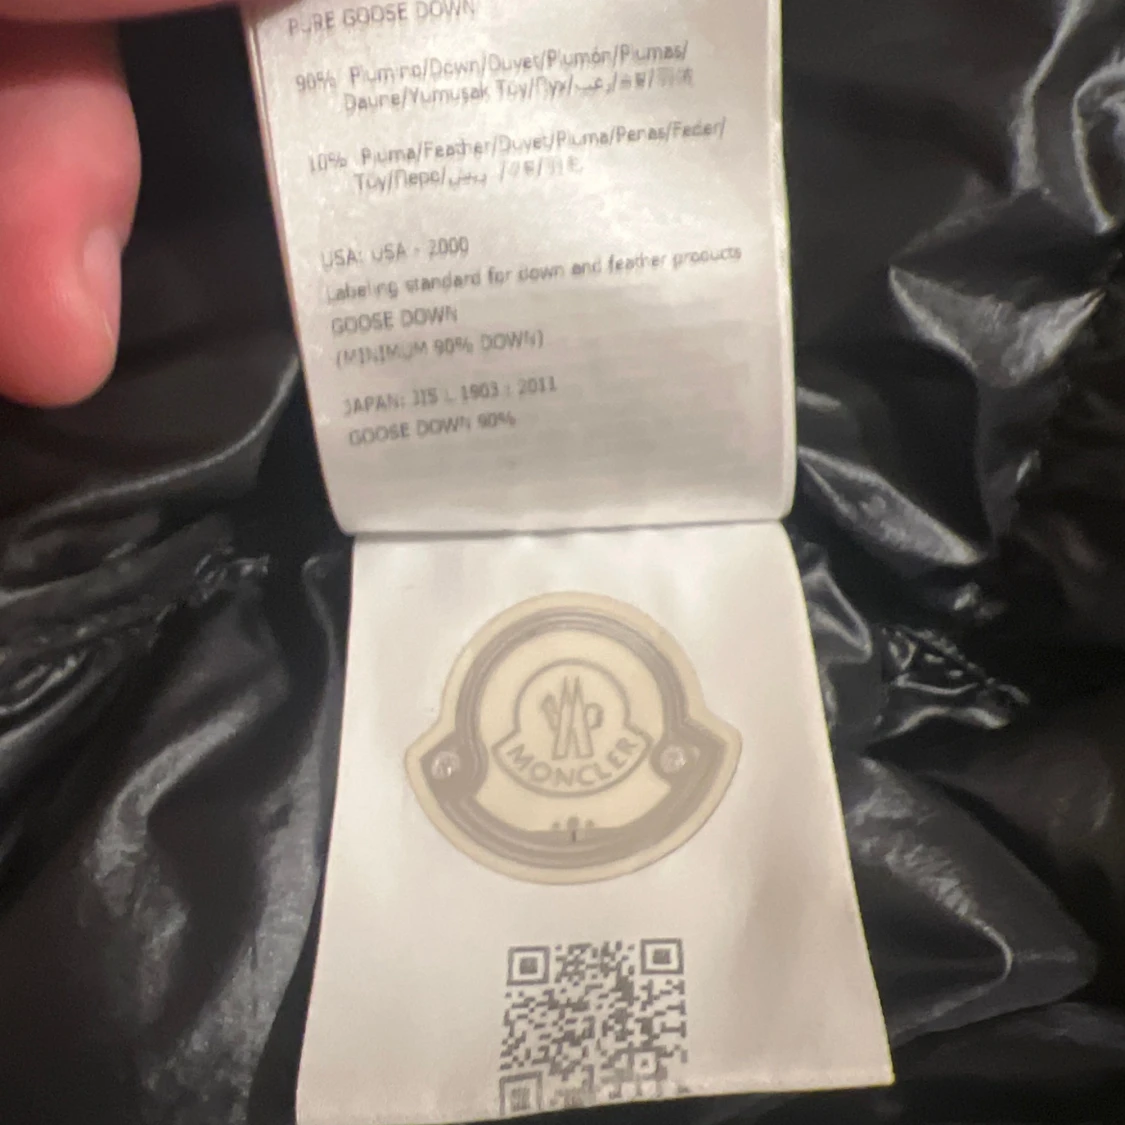 PURE GOOSE DOWN
90% Piumino/Down/Duvet/Plumón/Plumas/
Daune/Yumuşak Tüy/Пух/
10% Piuma/Feather/Duvet/Pluma/Penas/Feder/
Tüy/Перо/ريش/
USA: USA - 2000
Labeling standard for down and feather products
GOOSE DOWN
(MINIMUM 90% DOWN)
JAPAN: JIS L 1903 : 2011
GOOSE DOWN 90%
MONCLER